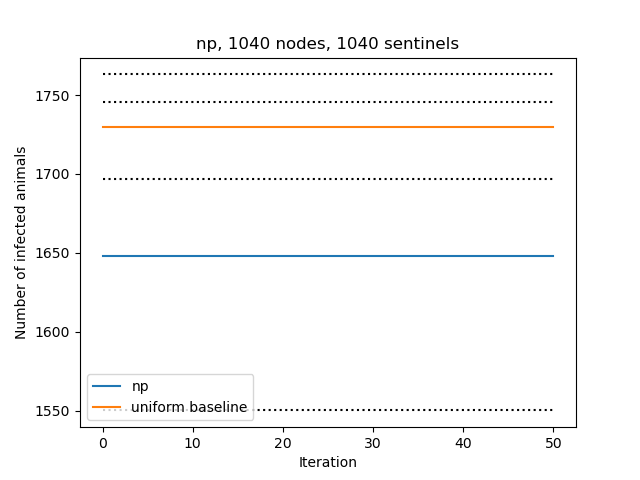 np, 1040 nodes, 1040 sentinels
Number of infected animals
1750
1700
1650
1600
1550
np
uniform baseline
0 10 20 30 40 50
Iteration